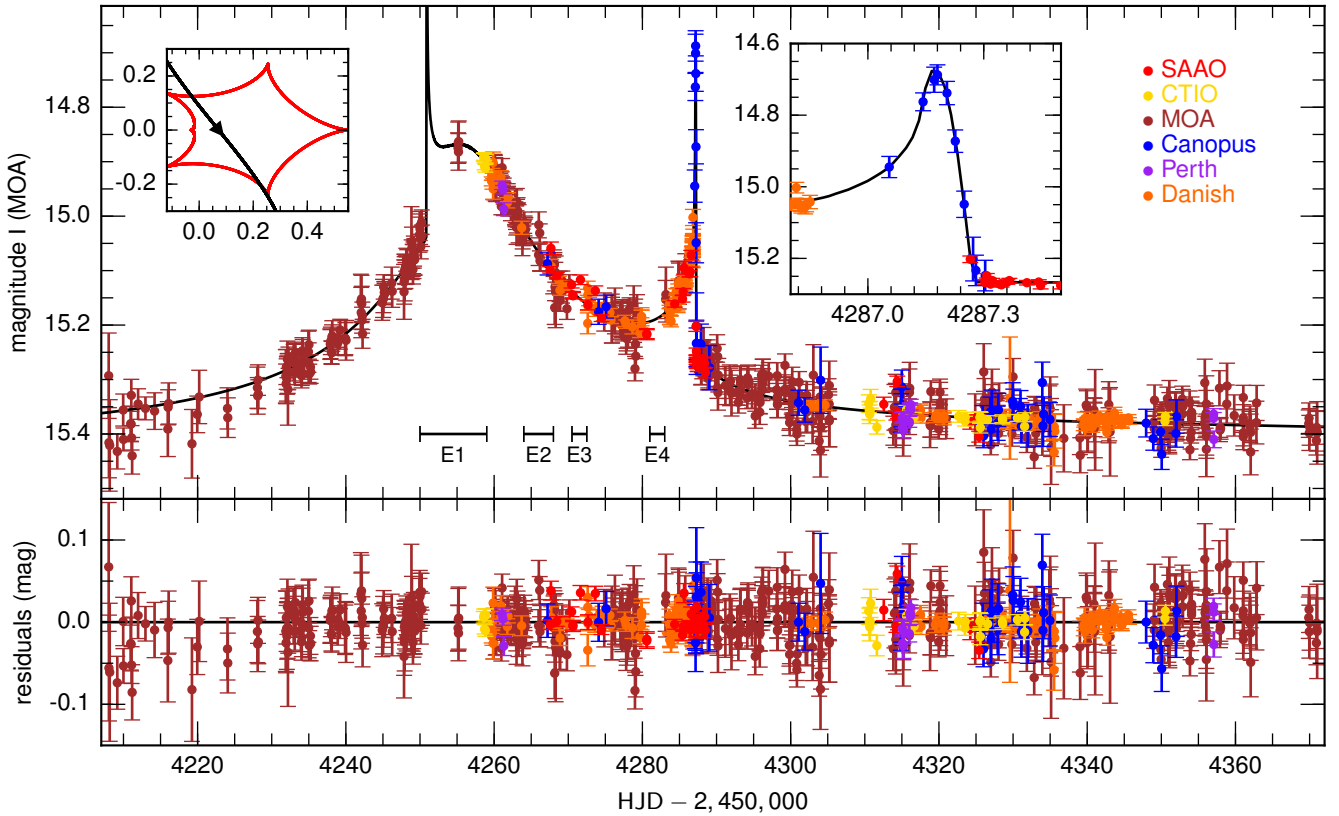 magnitude I (MOA)
14.8
15.0
15.2
15.4
0.2
0.0
-0.2
0.0
0.2
0.4
14.6
14.8
15.0
15.2
4287.0
4287.3
SAAO
CTIO
MOA
Canopus
Perth
Danish
E1
E2
E3
E4
residuals (mag)
0.1
0.0
-0.1
4220
4240
4260
4280
4300
4320
4340
4360
HJD − 2, 450, 000